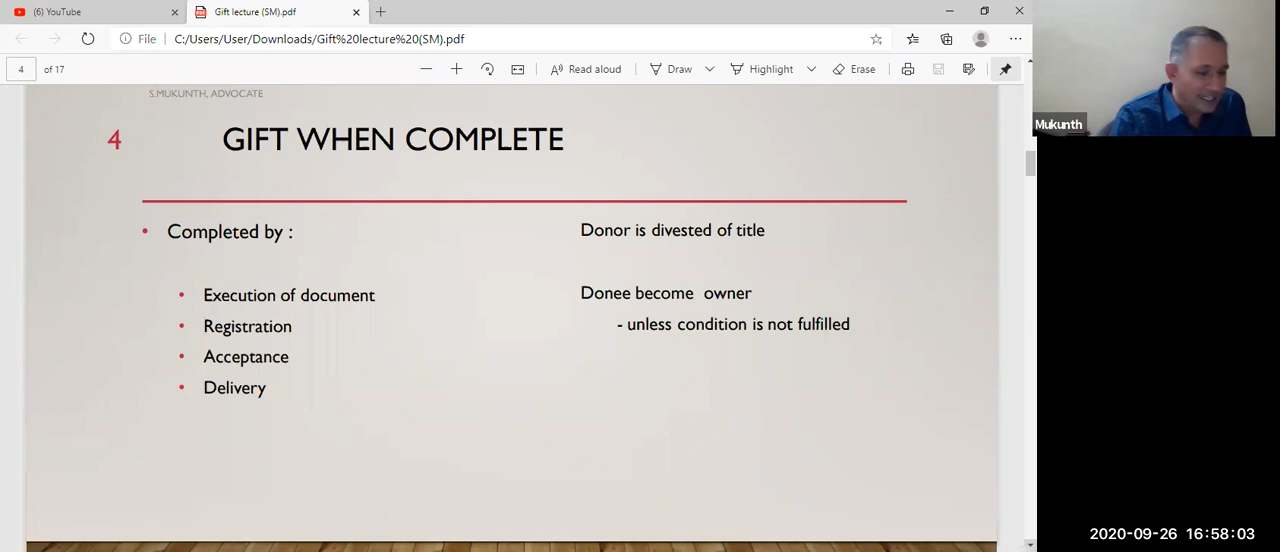 (6) YouTube
Gift lecture (SM).pdf
File C:/Users/User/Downloads/Gift%20lecture%20(SM).pdf
4 of 17 Read aloud Draw Highlight Erase
S.MUKUNTH, ADVOCATE
4 GIFT WHEN COMPLETE
• Completed by :
• Execution of document
• Registration
• Acceptance
• Delivery
Donor is divested of title
Donee become owner
- unless condition is not fulfilled
Mukunth
2020-09-26 16:58:03